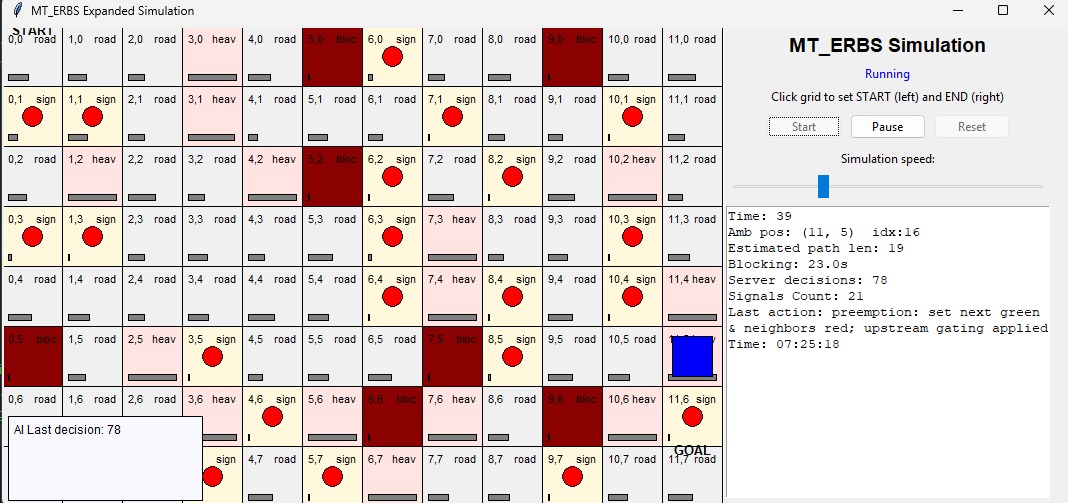 MT_ERBS Expanded Simulation
START
0,0 road 1,0 road 2,0 road 3,0 heav 4,0 road 5,0 bloc 6,0 sign 7,0 road 8,0 road 9,0 bloc 10,0 road 11,0 road
0,1 sign 1,1 sign 2,1 road 3,1 heav 4,1 road 5,1 road 6,1 road 7,1 sign 8,1 road 9,1 road 10,1 sign 11,1 road
0,2 road 1,2 heav 2,2 road 3,2 road 4,2 heav 5,2 bloc 6,2 sign 7,2 road 8,2 sign 9,2 road 10,2 heav 11,2 road
0,3 sign 1,3 sign 2,3 road 3,3 road 4,3 road 5,3 road 6,3 sign 7,3 heav 8,3 road 9,3 road 10,3 sign 11,3 road
0,4 road 1,4 road 2,4 road 3,4 road 4,4 road 5,4 road 6,4 sign 7,4 heav 8,4 sign 9,4 road 10,4 sign 11,4 heav
0,5 bloc 1,5 road 2,5 heav 3,5 sign 4,5 road 5,5 road 6,5 road 7,5 bloc 8,5 sign 9,5 road 10,5 road
0,6 road 1,6 road 2,6 road 3,6 heav 4,6 sign 5,6 heav 6,6 bloc 7,6 heav 8,6 road 9,6 bloc 10,6 heav 11,6 sign
AI Last decision: 78
GOAL
sign 4,7 road 5,7 sign 6,7 heav 7,7 road 8,7 road 9,7 sign 10,7 road 11,7 road
MT_ERBS Simulation
Running
Click grid to set START (left) and END (right)
Start Pause Reset
Simulation speed:
Time: 39
Amb pos: (11, 5) idx:16
Estimated path len: 19
Blocking: 23.0s
Server decisions: 78
Signals Count: 21
Last action: preemption: set next green
& neighbors red; upstream gating applied
Time: 07:25:18